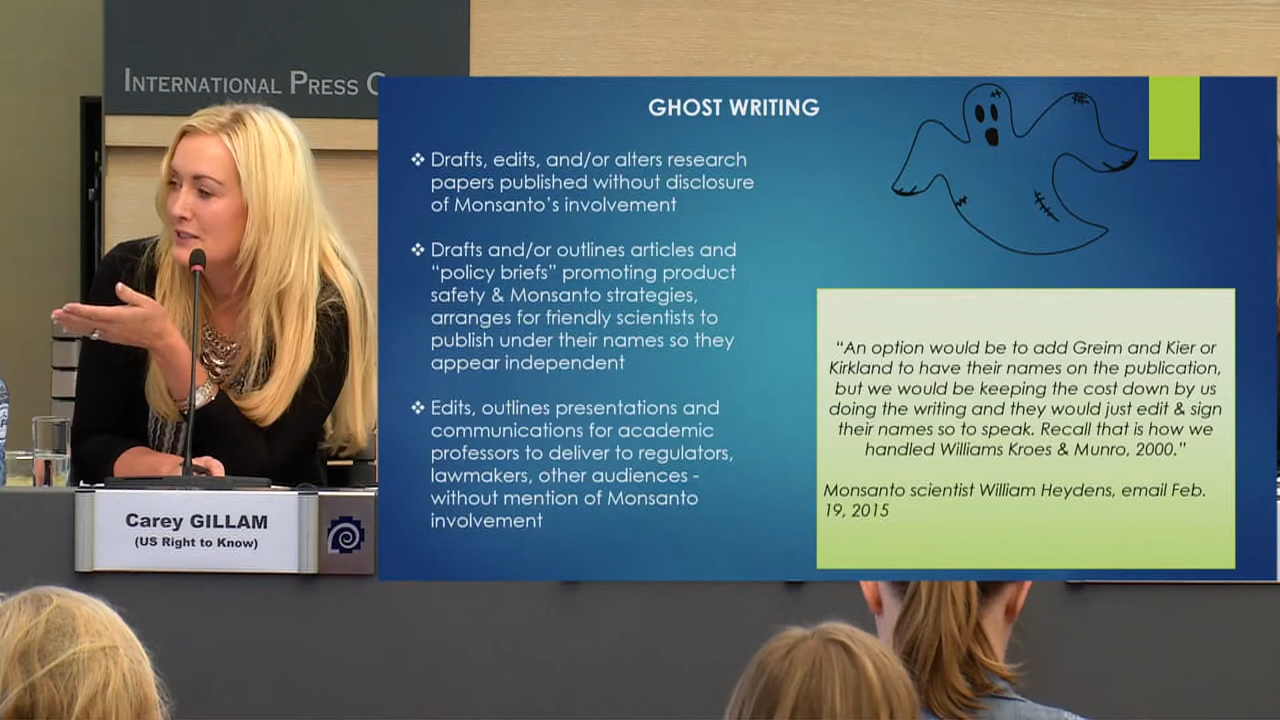 INTERNATIONAL PRESS C
GHOST WRITING
❖ Drafts, edits, and/or alters research
papers published without disclosure
of Monsanto's involvement
❖ Drafts and/or outlines articles and
“policy briefs” promoting product
safety & Monsanto strategies,
arranges for friendly scientists to
publish under their names so they
appear independent
❖ Edits, outlines presentations and
communications for academic
professors to deliver to regulators,
lawmakers, other audiences -
without mention of Monsanto
involvement
“An option would be to add Greim and Kier or
Kirkland to have their names on the publication,
but we would be keeping the cost down by us
doing the writing and they would just edit & sign
their names so to speak. Recall that is how we
handled Williams Kroes & Munro, 2000.”
Monsanto scientist William Heydens, email Feb.
19, 2015
Carey GILLAM
(US Right to Know)